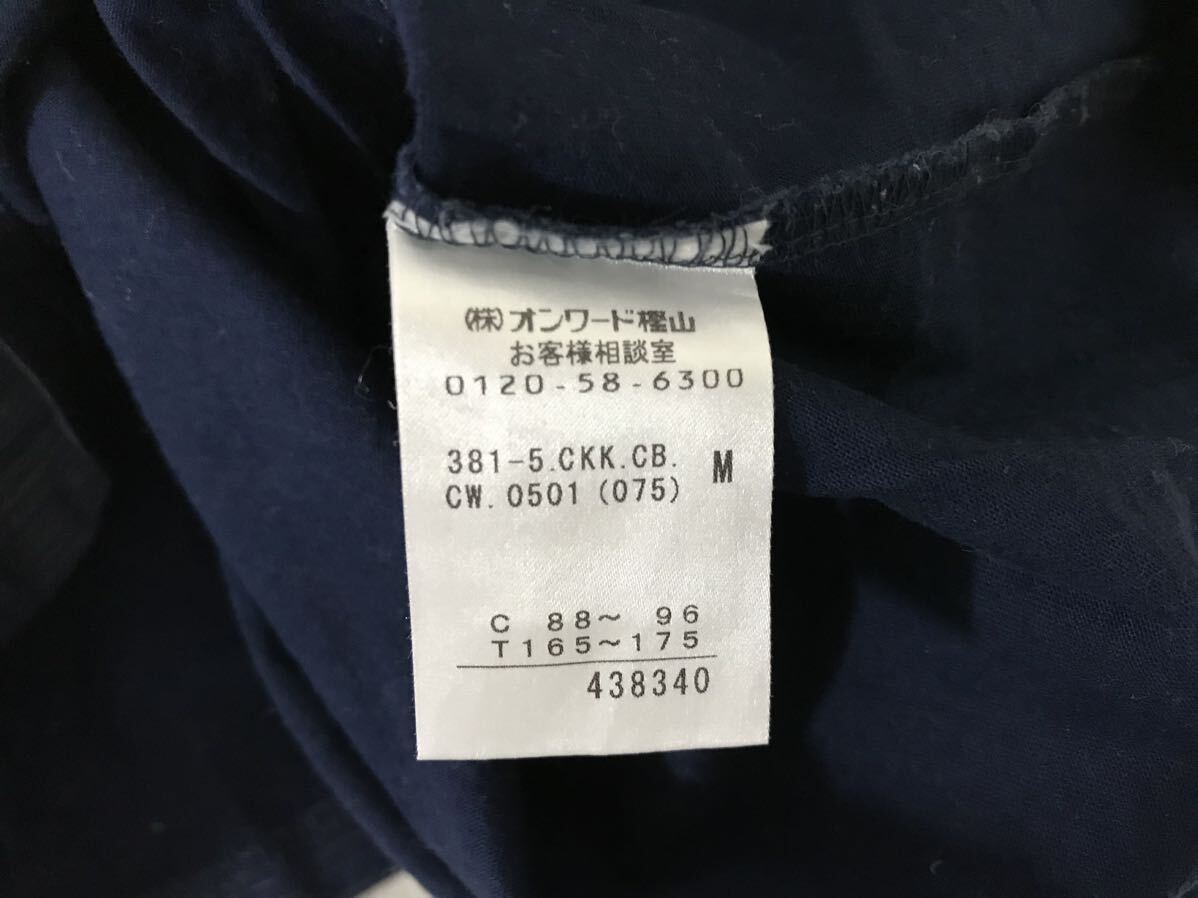 (株)オンワード樫山
お客様相談室
0120-58-6300
381-5.CKK.CB. M
CW.0501(075)
C 88～ 96
T165～175
438340